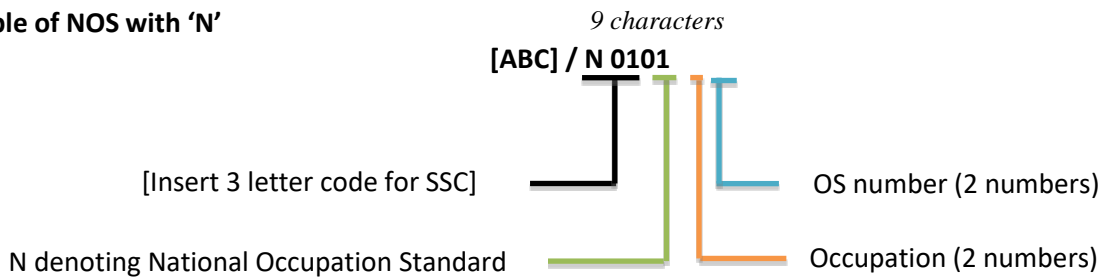 ple of NOS with ‘N’
9 characters
[ABC] / N 0101
[Insert 3 letter code for SSC]
OS number (2 numbers)
N denoting National Occupation Standard
Occupation (2 numbers)